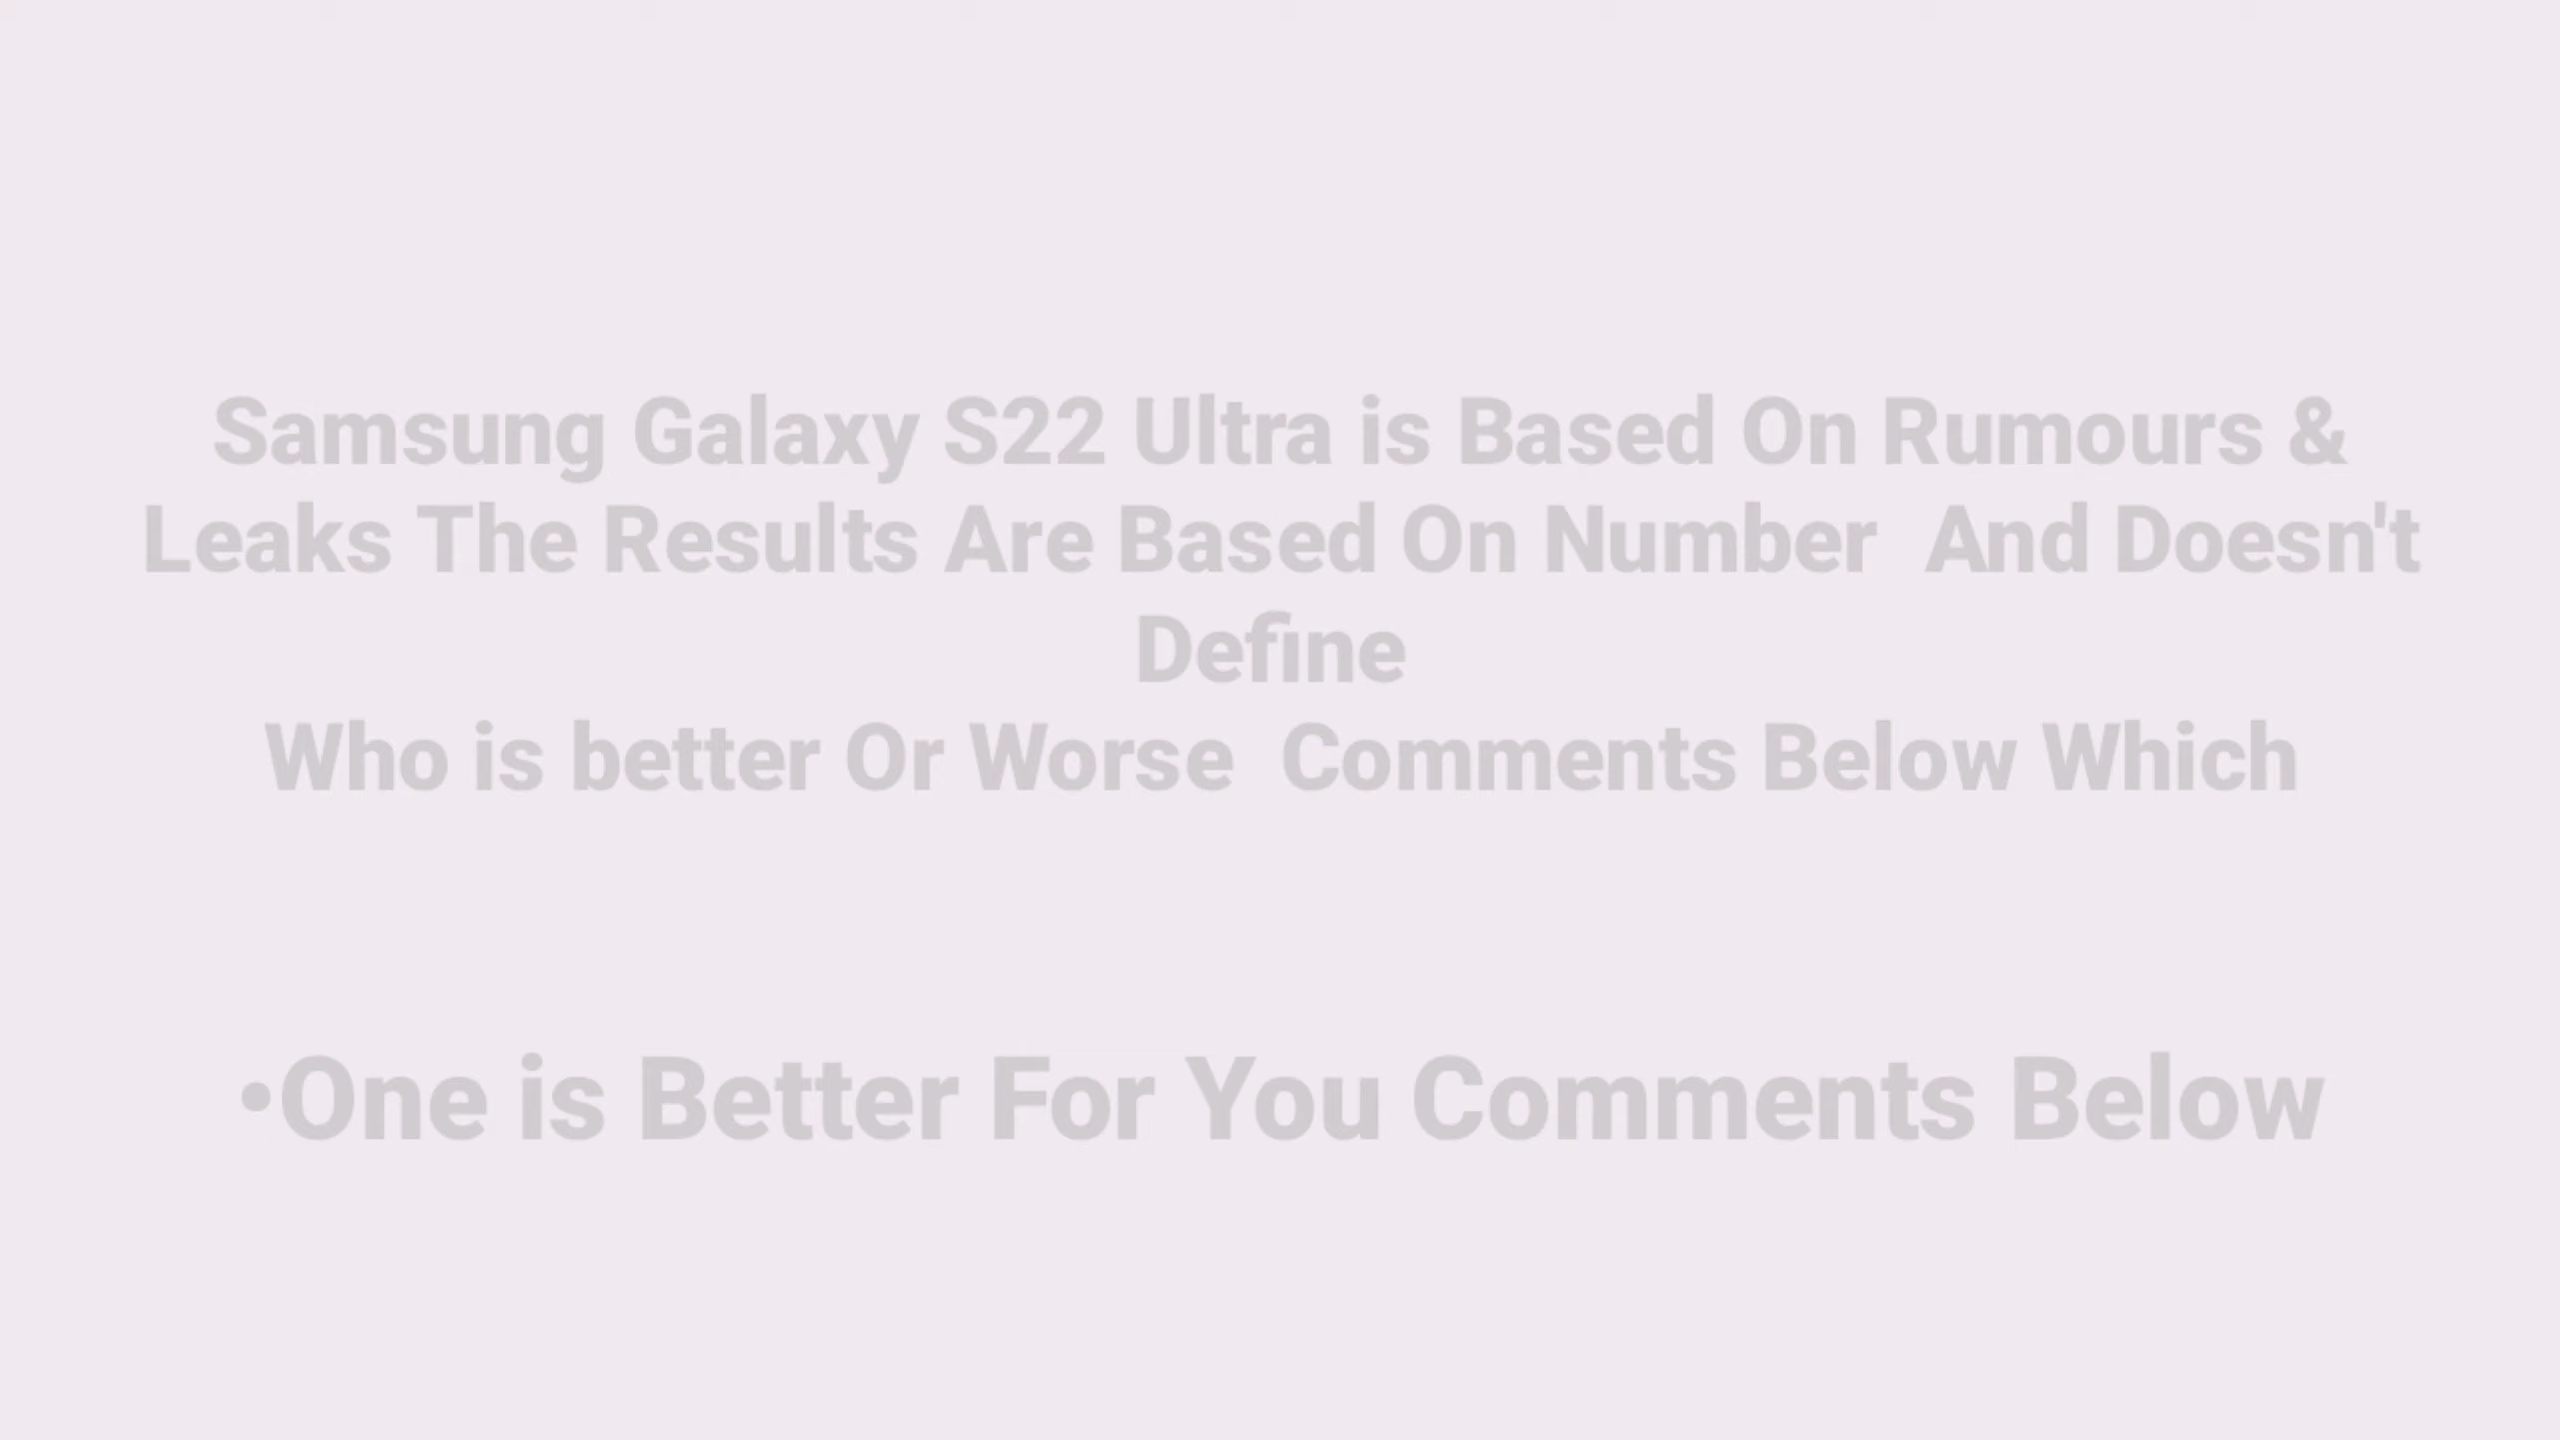 Samsung Galaxy S22 Ultra is Based On Rumours &
Leaks The Results Are Based On Number  And Doesn't
Define
Who is better Or Worse  Comments Below Which
•One is Better For You Comments Below